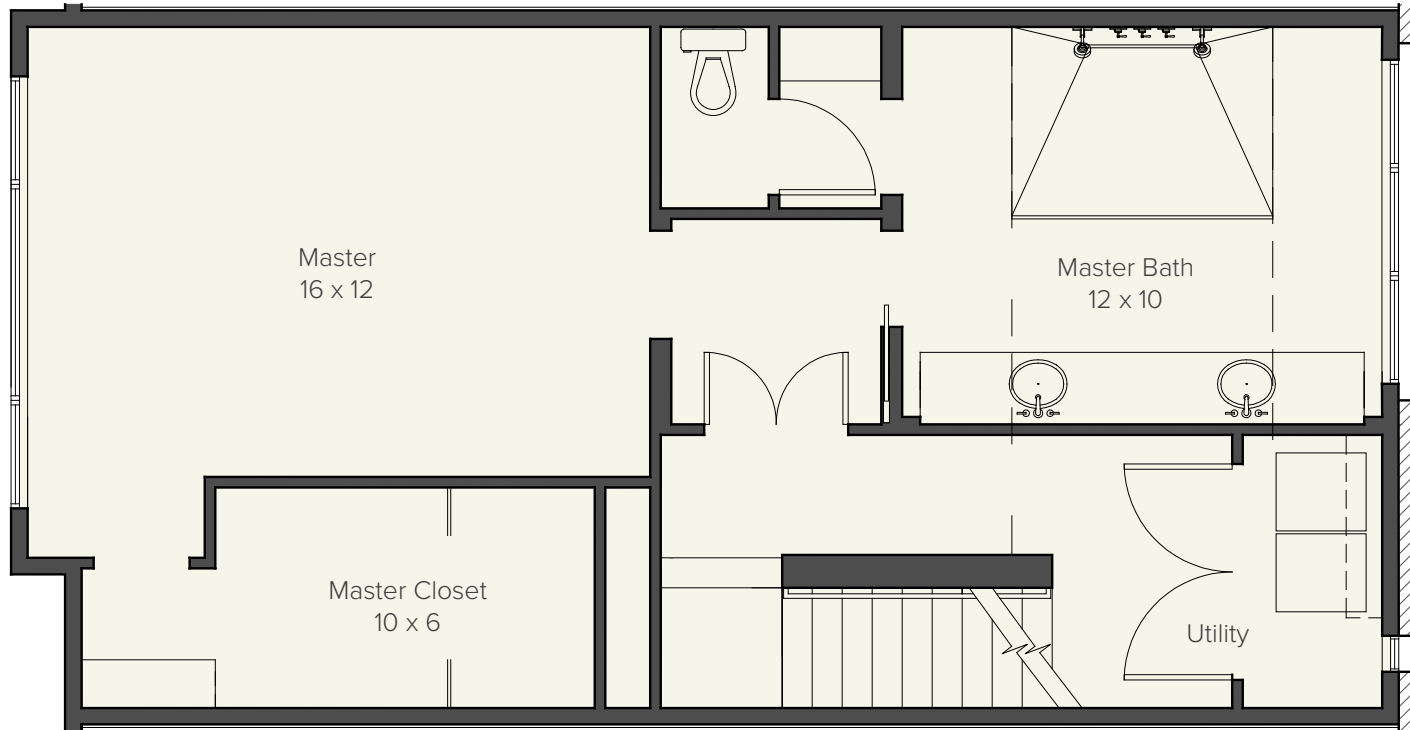 Master
16 x 12
Master Bath
12 x 10
Master Closet
10 x 6
Utility